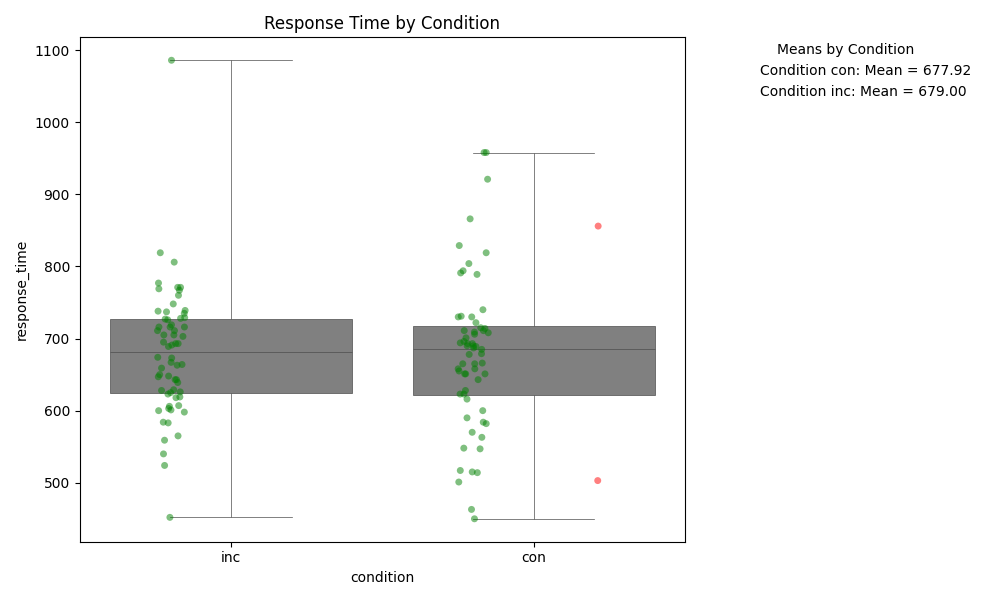 Response Time by Condition
Means by Condition
Condition con: Mean = 677.92
Condition inc: Mean = 679.00
1100
1000
900
800
700
600
500
response_time
inc con
condition